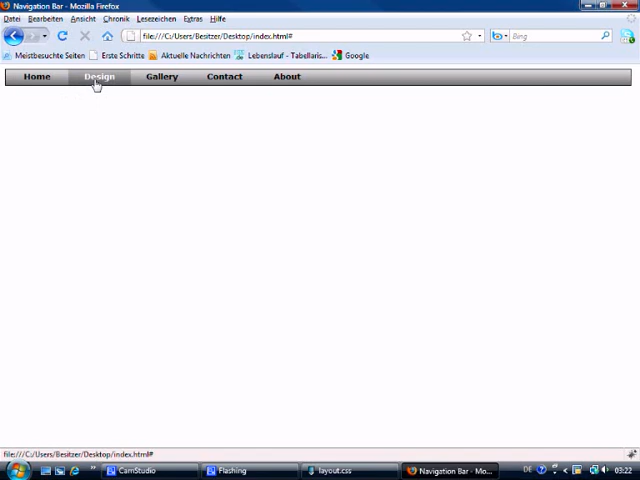 Navigation Bar - Mozilla Firefox
Datei Bearbeiten Ansicht Chronik Lesezeichen Extras Hilfe
file:///C:/Users/Besitzer/Desktop/index.html# Bing
Meistbesuchte Seiten Erste Schritte Aktuelle Nachrichten Lebenslauf - Tabellaris... Google
Home Design Gallery Contact About
file:///C:/Users/Besitzer/Desktop/index.html#
CamStudio Flashing layout.css Navigation Bar - Mo... DE 03:22